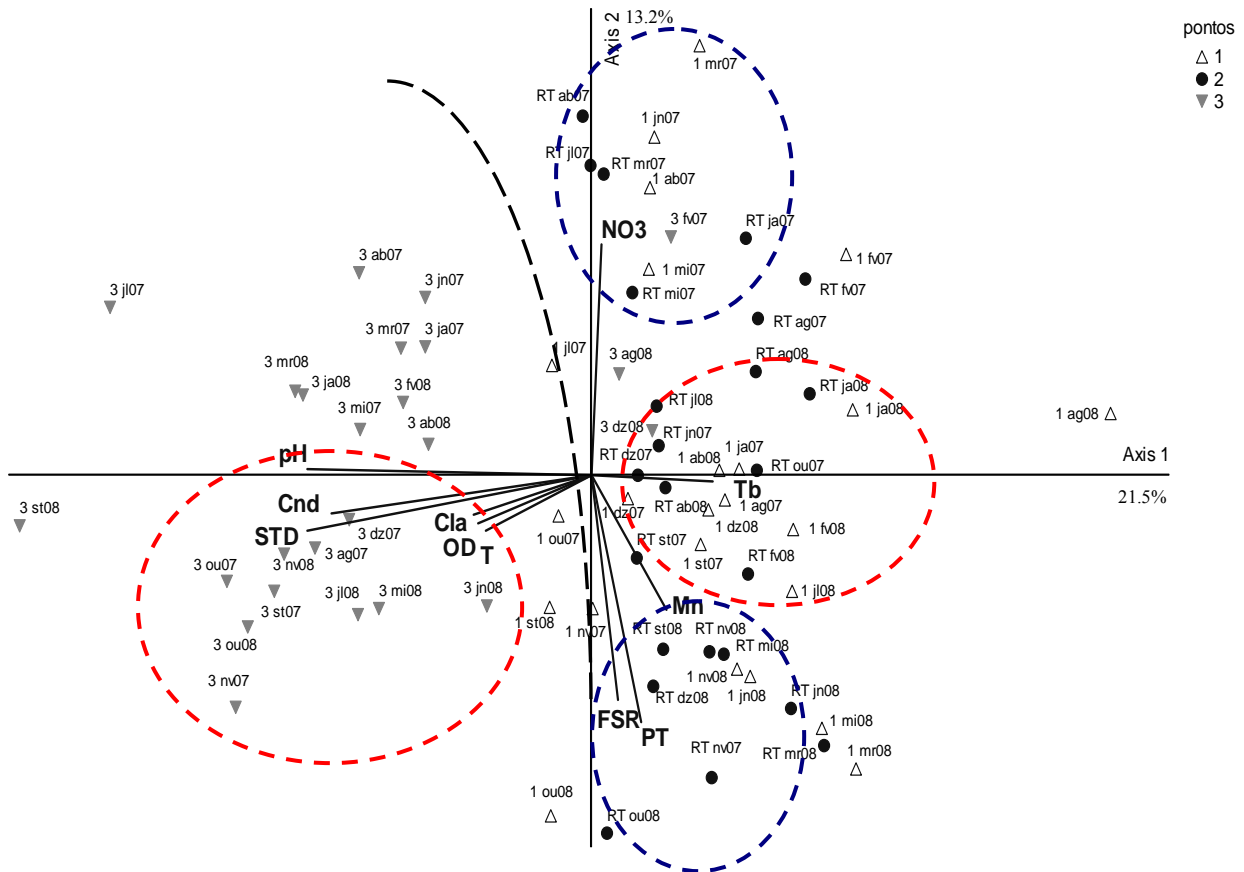 13.2%
Axis 2
pontos
1
2
3
1 mr07
RT ab07
1 jn07
RT jl07
RT mr07
1 ab07
3 fv07
RT ja07
NO3
1 fv07
3 ab07
1 mi07
3 jn07
RT fv07
3 jl07
RT mi07
RT ag07
3 mr07
3 ja07
jl07
3 ag08
RT ag08
3 mr08
3 ja08
3 fv08
RT ja08
RT jl08
1 ja08
1 ag08
3 mi07
3 ab08
3 dz08
RT jn07
RT dz07
1 ab08
1 ja07
RT ou07
pH
Axis 1
21.5%
Tb
Cnd
Cla
STD
OD
T
3 st08
3 dz07
1 dz07
RT ab08
1 ag07
1 dz08
1 fv08
1 ou07
RT st07
3 ag07
3 nv08
1 st07
RT fv08
3 ou07
3 st07
3 jl08
3 mi08
3 jn08
1 jl08
Mn
1 st08
1 nv07
3 ou08
RT st08
RT nv08
RT mi08
1 nv08
1 jn08
3 nv07
RT dz08
RT jn08
FSR
PT
1 mi08
RT nv07
RT mr08
1 mr08
1 ou08
RT ou08